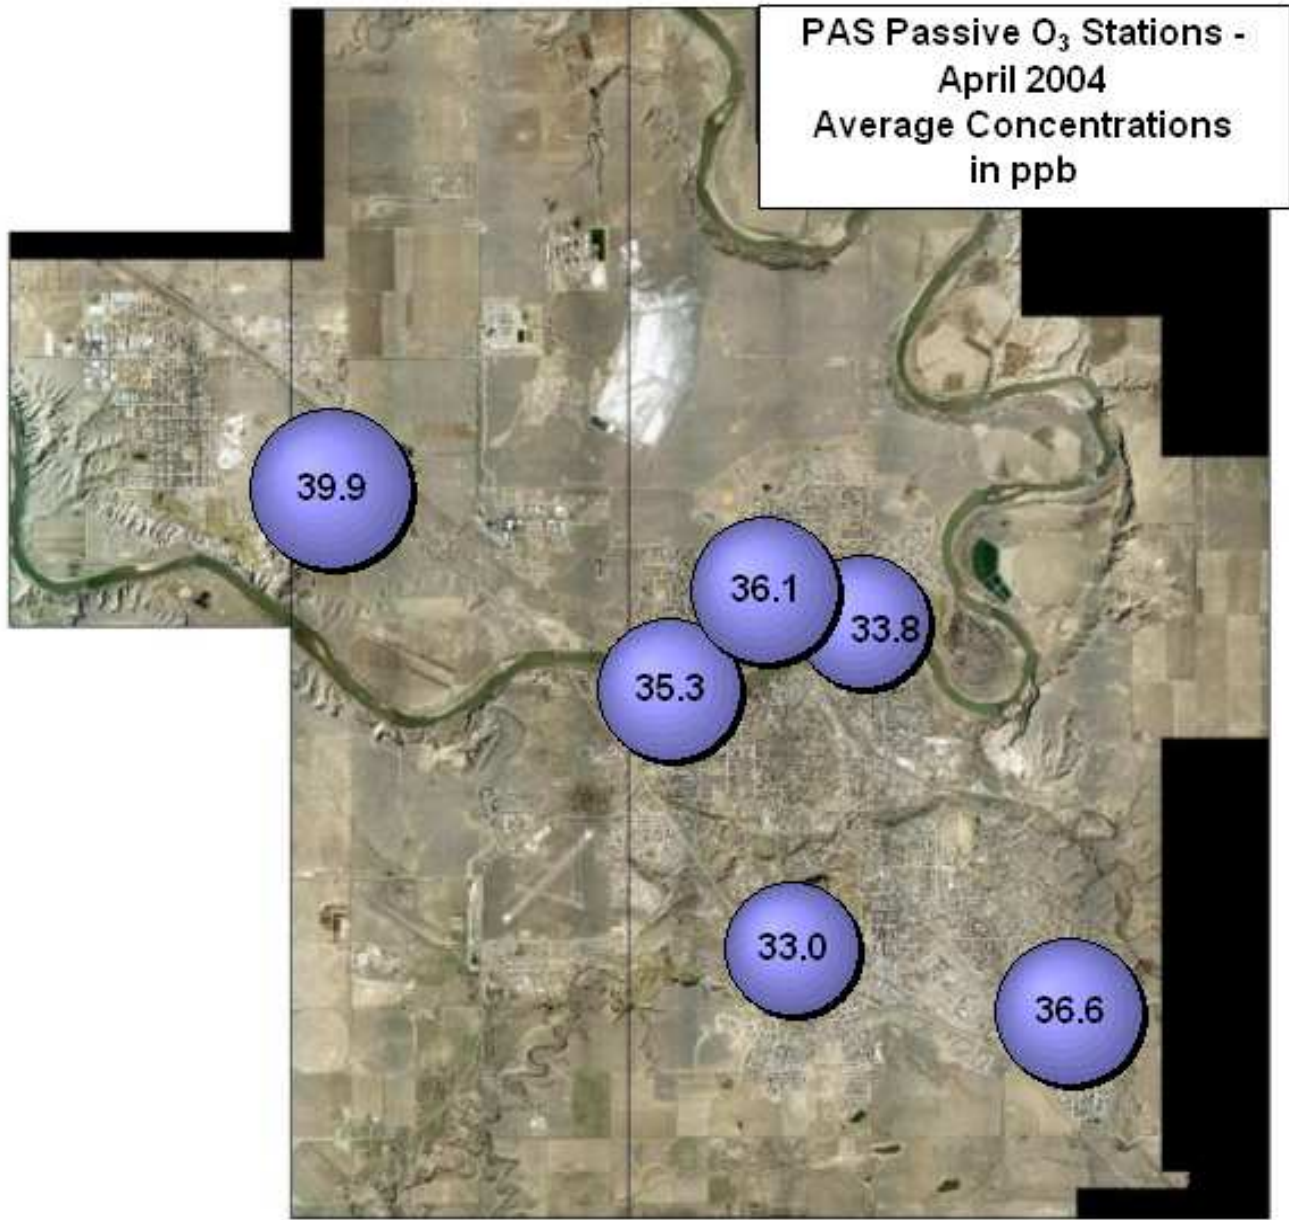 PAS Passive O₃ Stations -
April 2004
Average Concentrations
in ppb
39.9
36.1
33.8
35.3
33.0
36.6